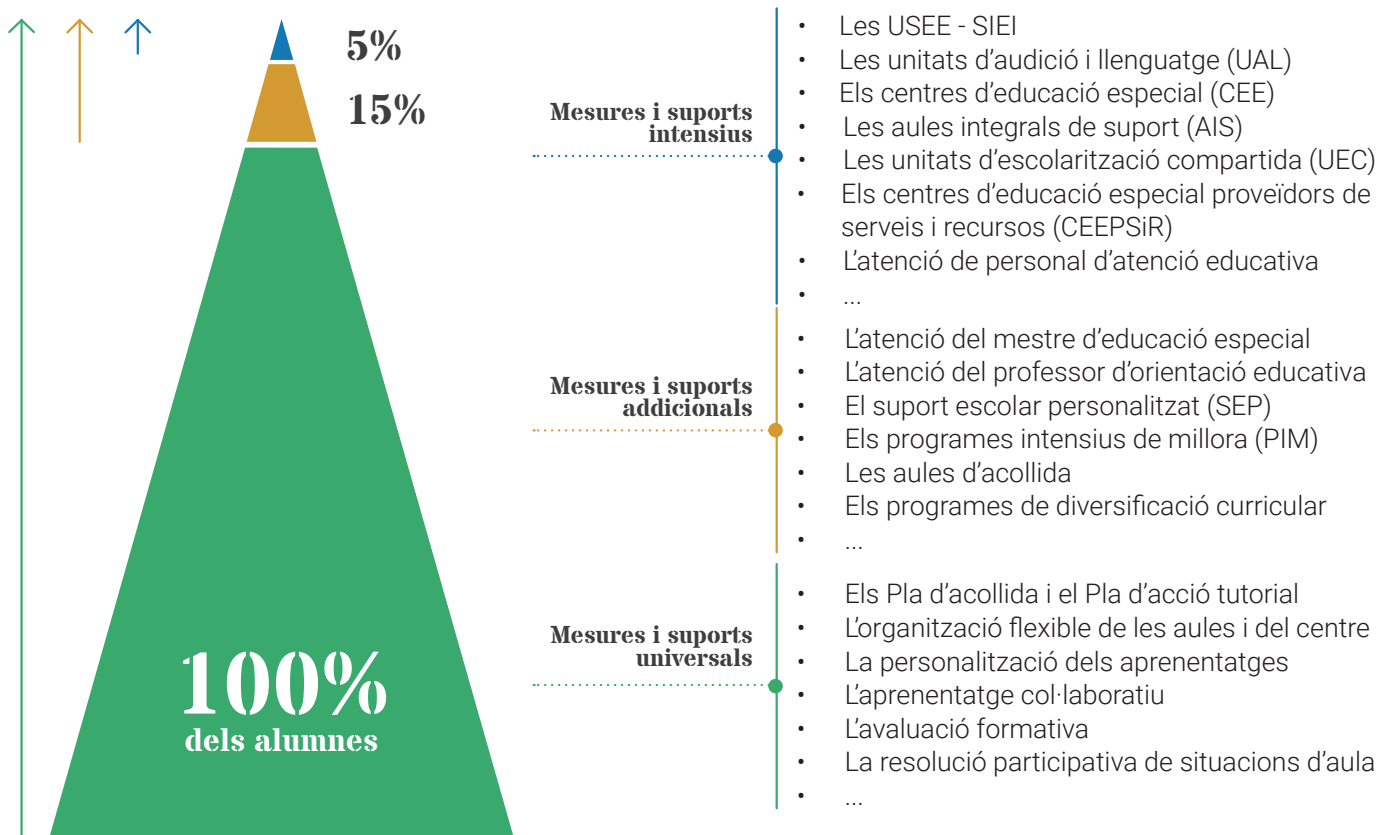 5%
15%
100%
dels alumnes
Mesures i suports
intensius
• Les USEE - SIEI
• Les unitats d'audició i llenguatge (UAL)
• Els centres d'educació especial (CEE)
• Les aules integrals de suport (AIS)
• Les unitats d'escolarització compartida (UEC)
• Els centres d'educació especial proveïdors de
serveis i recursos (CEEPSiR)
• L'atenció de personal d'atenció educativa
• ...
Mesures i suports
addicionals
• L'atenció del mestre d'educació especial
• L'atenció del professor d'orientació educativa
• El suport escolar personalitzat (SEP)
• Els programes intensius de millora (PIM)
• Les aules d'acollida
• Els programes de diversificació curricular
• ...
Mesures i suports
universals
• Els Pla d'acollida i el Pla d'acció tutorial
• L'organització flexible de les aules i del centre
• La personalització dels aprenentatges
• L'aprenentatge col·laboratiu
• L'avaluació formativa
• La resolució participativa de situacions d'aula
• ...